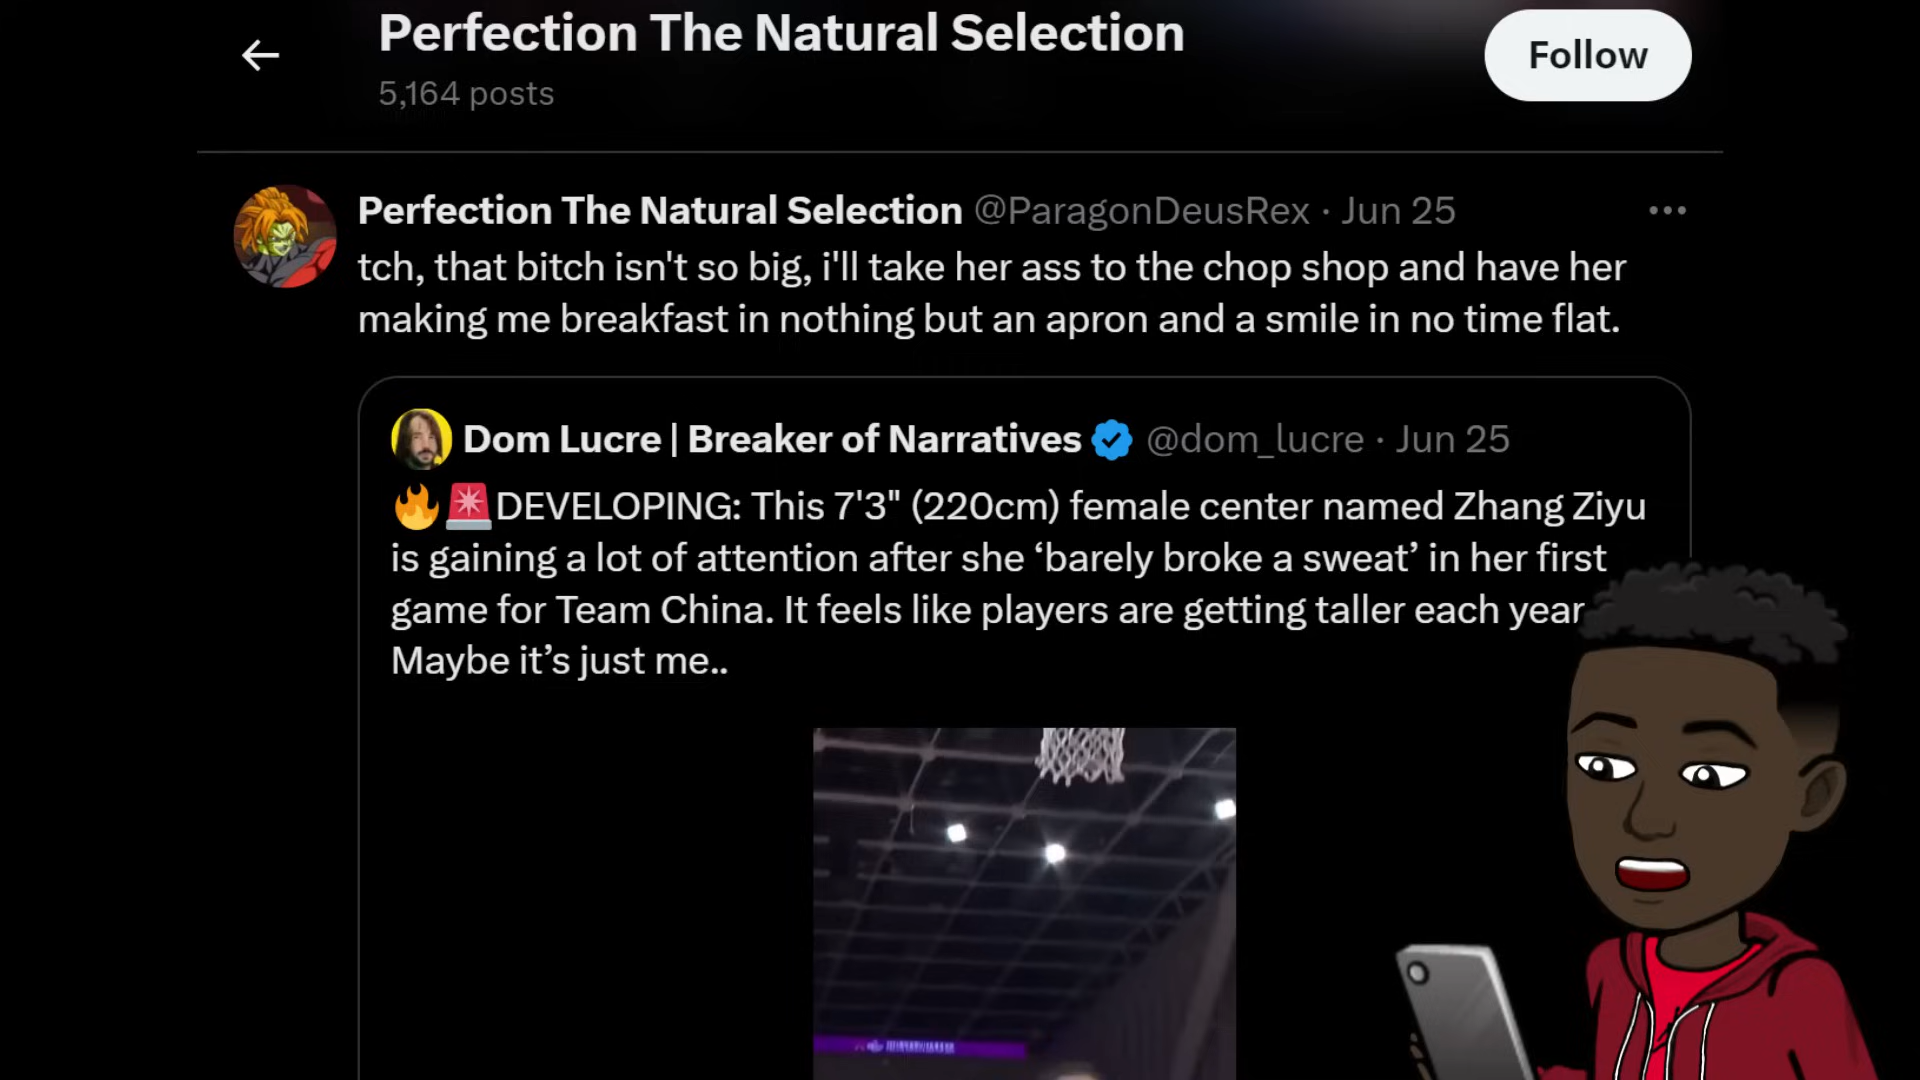 Perfection The Natural Selection
5,164 posts
Follow
Perfection The Natural Selection @ParagonDeusRex · Jun 25
tch, that bitch isn't so big, i'll take her ass to the chop shop and have her
making me breakfast in nothing but an apron and a smile in no time flat.
Dom Lucre | Breaker of Narratives @dom_lucre · Jun 25
🔥🚨DEVELOPING: This 7'3" (220cm) female center named Zhang Ziyu
is gaining a lot of attention after she ‘barely broke a sweat’ in her first
game for Team China. It feels like players are getting taller each year
Maybe it’s just me..